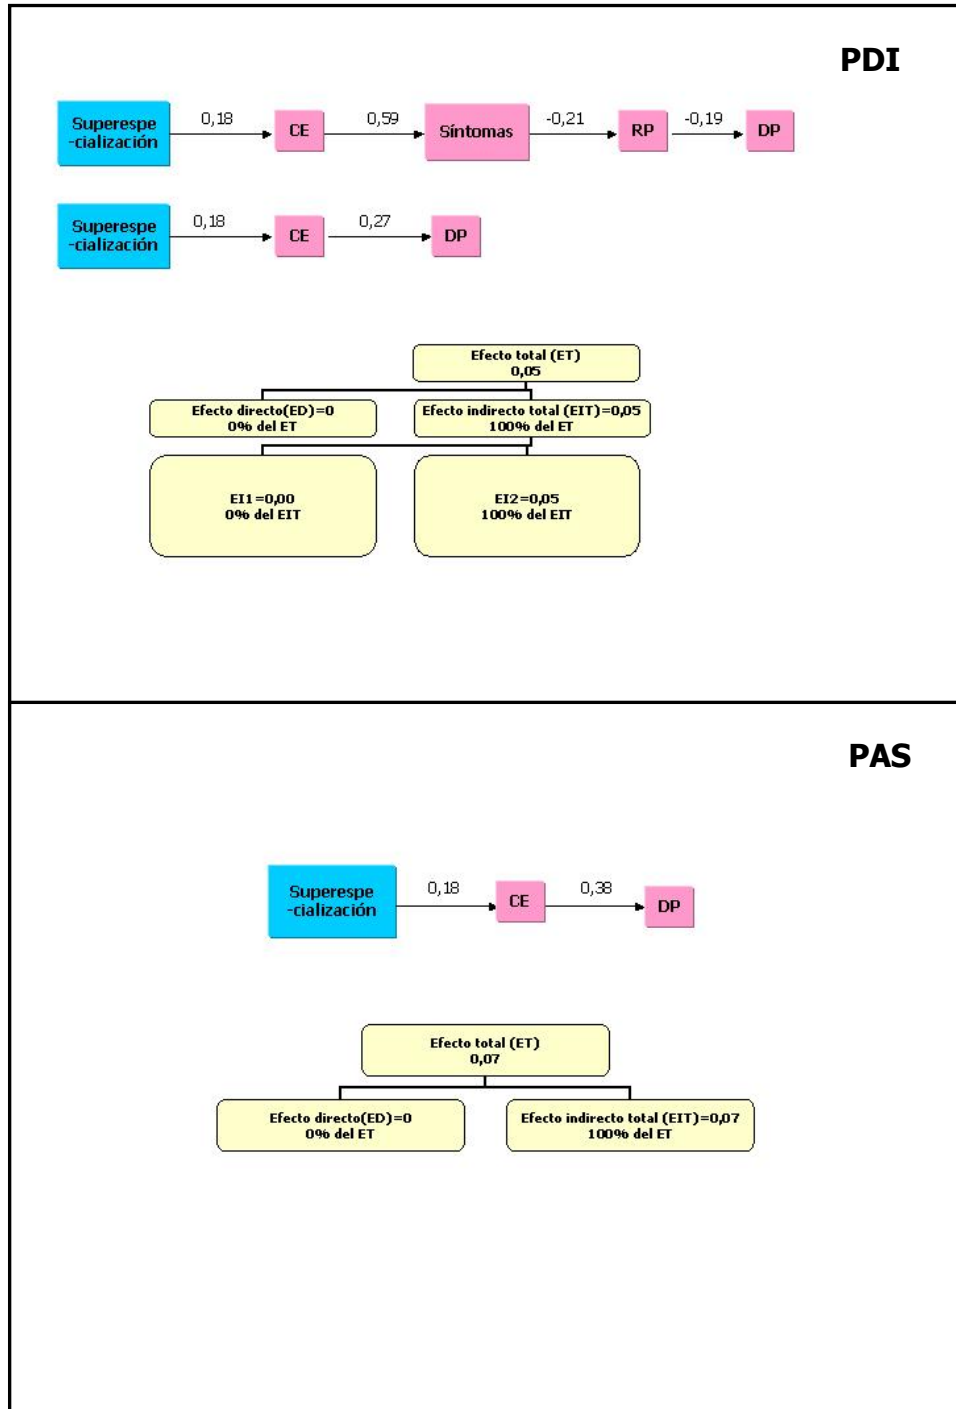 PDI
Superespe
-cialización
0,18
CE
0,59
Síntomas
-0,21
RP
-0,19
DP
Superespe
-cialización
0,18
CE
0,27
DP
Efecto total (ET)
0,05
Efecto directo(ED)=0
0% del ET
Efecto indirecto total (EIT)=0,05
100% del ET
EI1=0,00
0% del EIT
EI2=0,05
100% del EIT
PAS
Superespe
-cialización
0,18
CE
0,38
DP
Efecto total (ET)
0,07
Efecto directo(ED)=0
0% del ET
Efecto indirecto total (EIT)=0,07
100% del ET